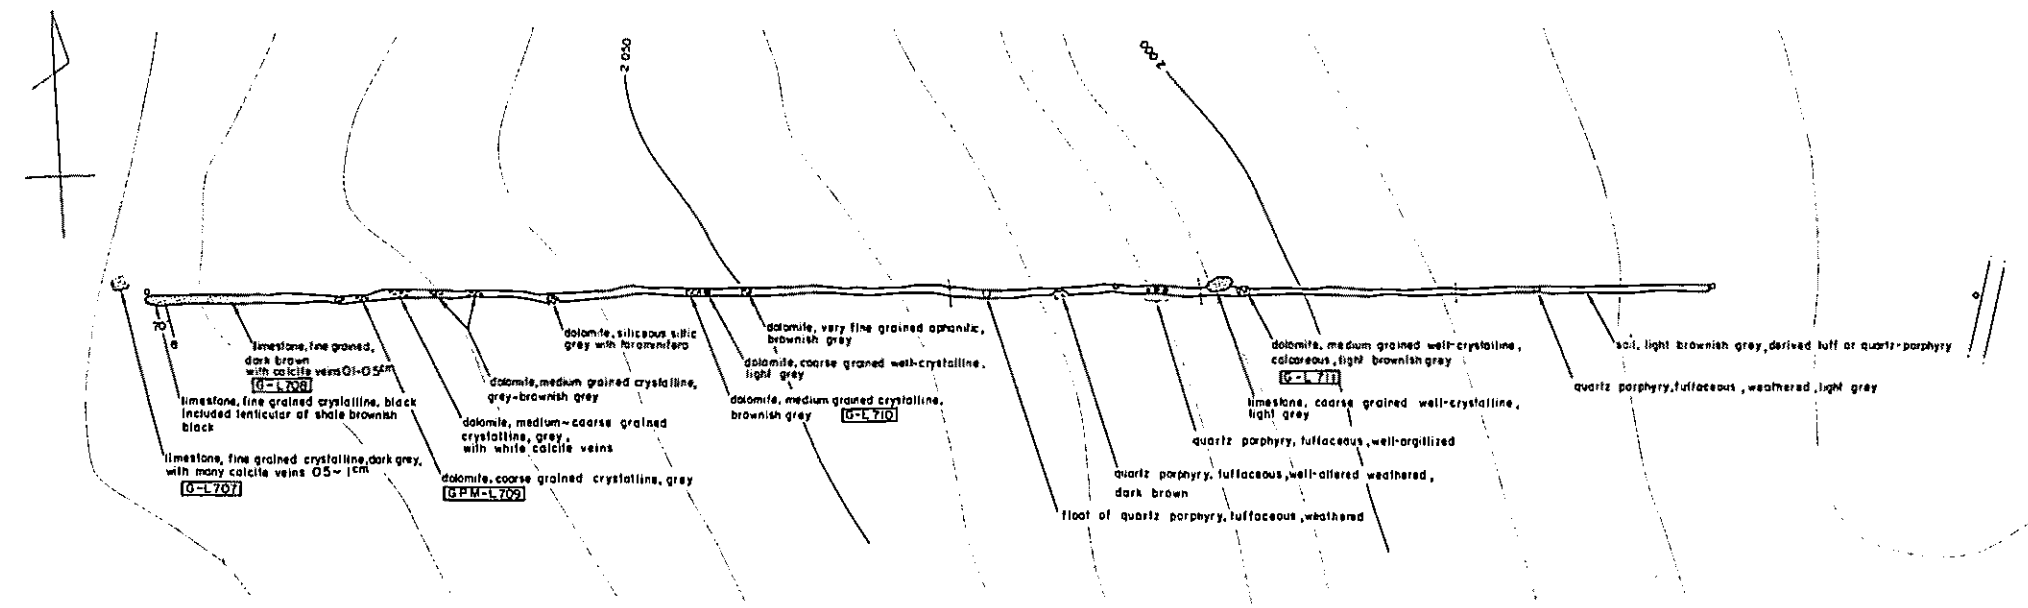 2 050
2 000
70
limestone, fine grained,
dark brown
with calcite veins 0.1~0.5cm
G-L708
limestone, fine grained crystalline, black
included lenticular of shale brownish
black
limestone, fine grained crystalline, dark grey,
with many calcite veins 0.5~1cm
G-L707
dolomite, coarse grained crystalline, grey
GPM-L709
dolomite, medium~coarse grained
crystalline, grey,
with white calcite veins
dolomite, medium grained crystalline,
grey-brownish grey
dolomite, siliceous siltic
grey with foraminifera
dolomite, very fine grained aphanitic,
brownish grey
dolomite, coarse grained well-crystalline,
light grey
dolomite, medium grained crystalline,
brownish grey G-L710
dolomite, medium grained well-crystalline,
calcareous, light brownish grey
G-L711
limestone, coarse grained well-crystalline,
light grey
quartz porphyry, tuffaceous, well-argillized
quartz porphyry, tuffaceous, well-altered weathered,
dark brown
float of quartz porphyry, tuffaceous, weathered
soil, light brownish grey, derived tuff or quartz-porphyry
quartz porphyry, tuffaceous, weathered, light grey